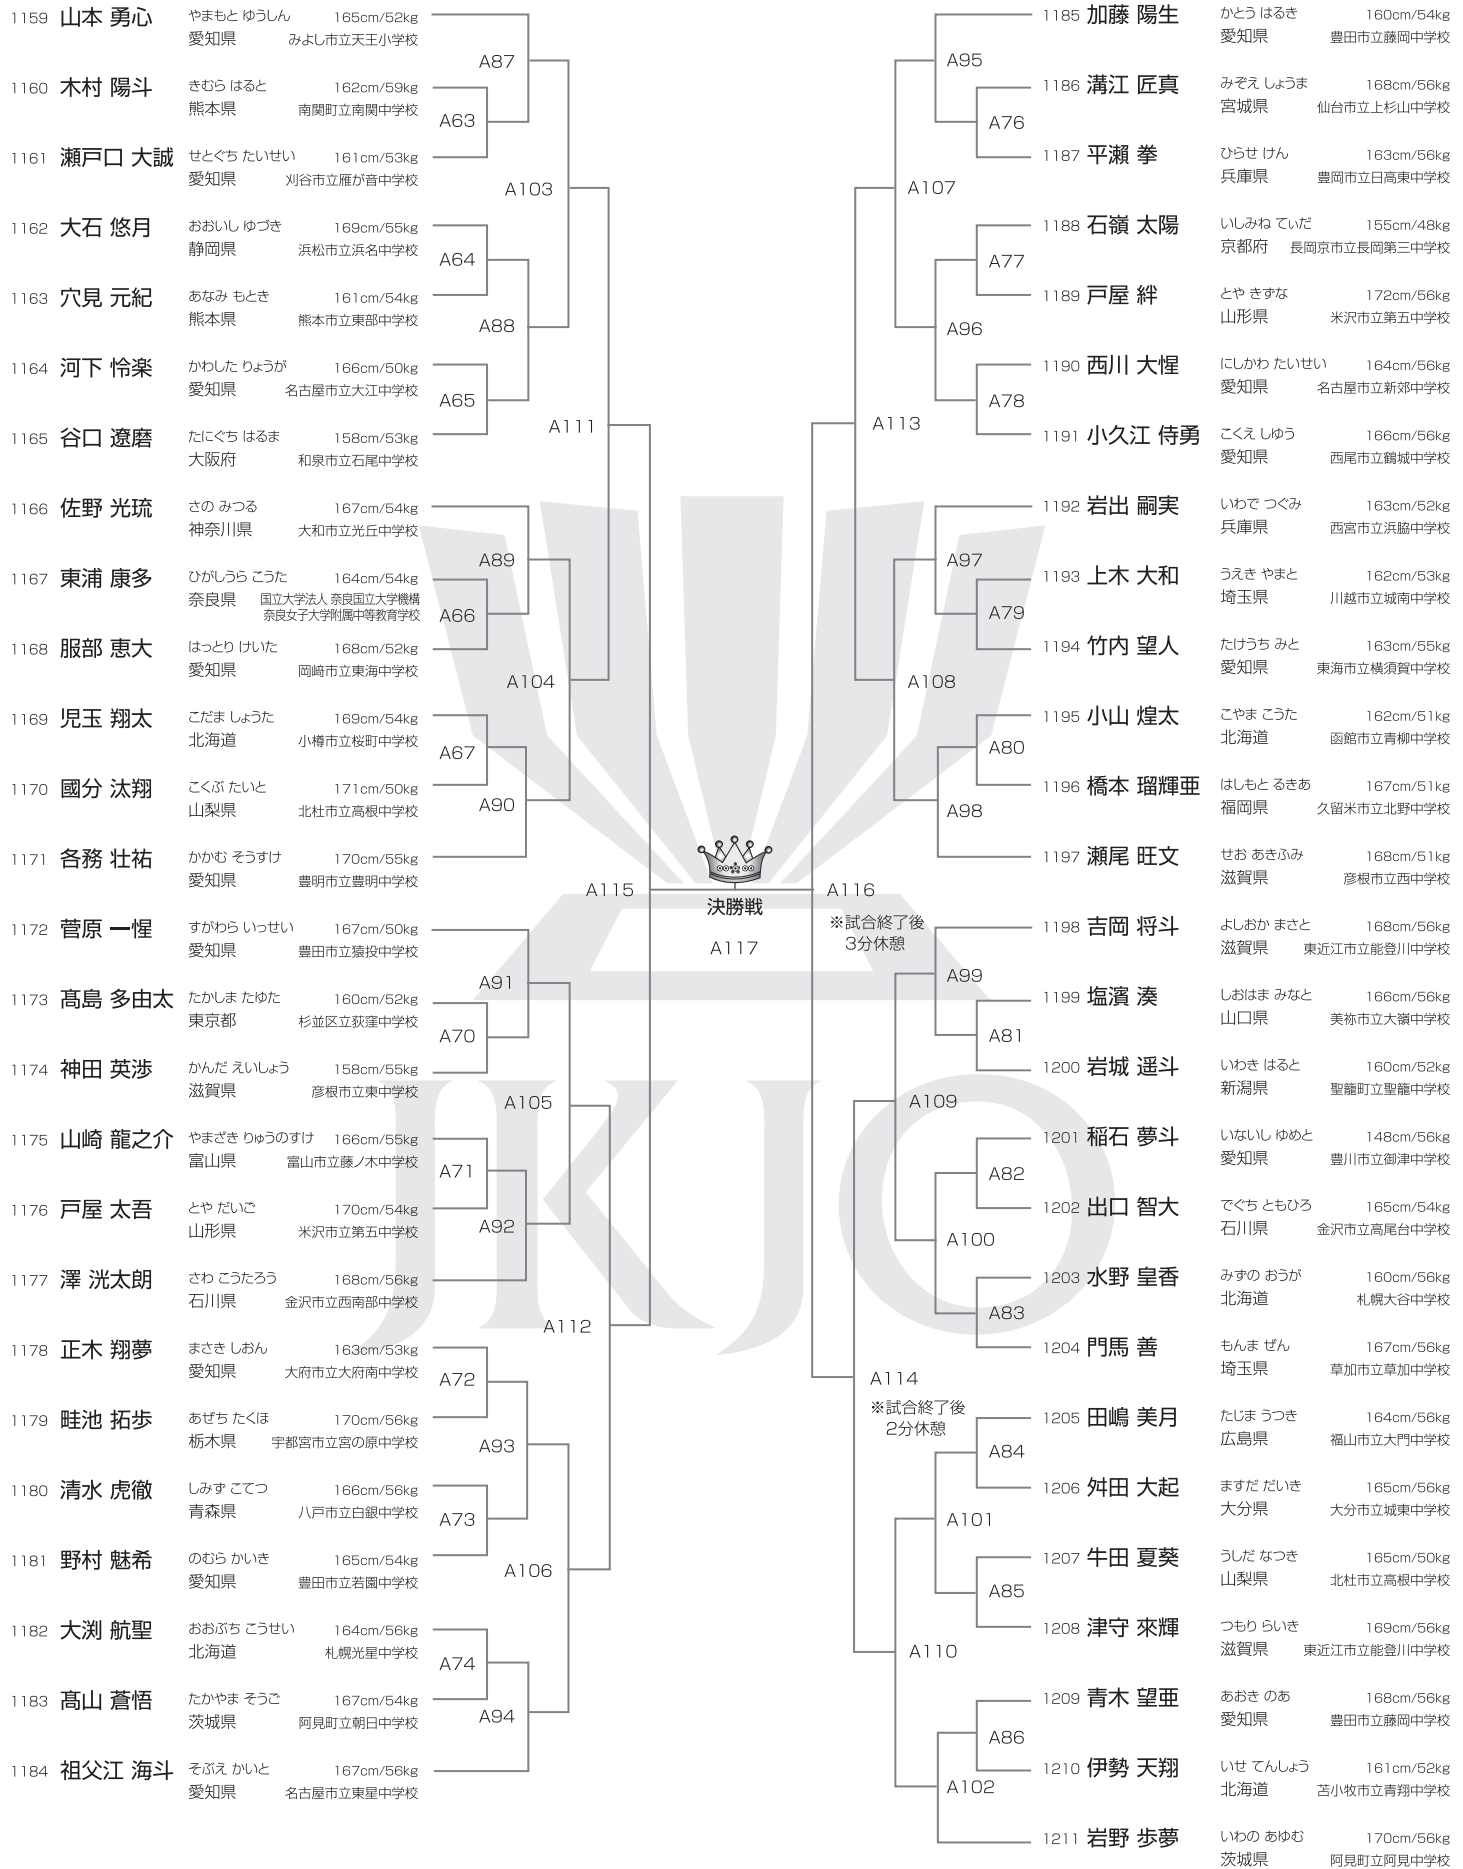 1159 山本 勇心 やまもと ゆうしん 165cm/52kg
愛知県 みよし市立天王小学校
1160 木村 陽斗 きむら はると 162cm/59kg
熊本県 南関町立南関中学校
1161 瀬戸口 大誠 せとぐち たいせい 161cm/53kg
愛知県 刈谷市立雁が音中学校
1162 大石 悠月 おおいし ゆづき 169cm/55kg
静岡県 浜松市立浜名中学校
1163 穴見 元紀 あなみ もとき 161cm/54kg
熊本県 熊本市立東部中学校
1164 河下 怜楽 かわした りょうが 166cm/50kg
愛知県 名古屋市立大江中学校
1165 谷口 遼磨 たにぐち はるま 158cm/53kg
大阪府 和泉市立石尾中学校
1166 佐野 光琉 さの みつる 167cm/54kg
神奈川県 大和市立光丘中学校
1167 東浦 康多 ひがしうら こうた 164cm/54kg
奈良県 国立大学法人 奈良国立大学機構
奈良女子大学附属中等教育学校
1168 服部 恵大 はっとり けいた 168cm/52kg
愛知県 岡崎市立東海中学校
1169 児玉 翔太 こだま しょうた 169cm/54kg
北海道 小樽市立桜町中学校
1170 國分 汰翔 こくぶ たいと 171cm/50kg
山梨県 北杜市立高根中学校
1171 各務 壮祐 かかむ そうすけ 170cm/55kg
愛知県 豊明市立豊明中学校
1172 菅原 一惺 すがわら いっせい 167cm/50kg
愛知県 豊田市立猿投中学校
1173 髙島 多由太 たかしま たゆた 160cm/52kg
東京都 杉並区立荻窪中学校
1174 神田 英渉 かんだ えいしょう 158cm/55kg
滋賀県 彦根市立東中学校
1175 山崎 龍之介 やまざき りゅうのすけ 166cm/55kg
富山県 富山市立藤ノ木中学校
1176 戸屋 太吾 とや だいご 170cm/54kg
山形県 米沢市立第五中学校
1177 澤 洸太朗 さわ こうたろう 168cm/56kg
石川県 金沢市立西南部中学校
1178 正木 翔夢 まさき しおん 163cm/53kg
愛知県 大府市立大府南中学校
1179 畦池 拓歩 あぜち たくほ 170cm/56kg
栃木県 宇都宮市立宮の原中学校
1180 清水 虎徹 しみず こてつ 166cm/56kg
青森県 八戸市立白銀中学校
1181 野村 魅希 のむら かいき 165cm/54kg
愛知県 豊田市立若園中学校
1182 大渕 航聖 おおぶち こうせい 164cm/56kg
北海道 札幌光星中学校
1183 髙山 蒼悟 たかやま そうご 167cm/54kg
茨城県 阿見町立朝日中学校
1184 祖父江 海斗 そぶえ かいと 167cm/56kg
愛知県 名古屋市立東星中学校
A87
A63
A103
A64
A88
A65
A111
A89
A66
A104
A67
A90
A115
A91
A70
A105
A71
A92
A112
A72
A93
A73
A106
A74
A94
決勝戦
A117
JKJO
A116
※試合終了後
3分休憩
A95
A76
A107
A77
A96
A78
A113
A97
A79
A108
A80
A98
A99
A81
A109
A82
A100
A83
A114
※試合終了後
2分休憩
A84
A101
A85
A110
A86
A102
1185 加藤 陽生 かとう はるき 160cm/54kg
愛知県 豊田市立藤岡中学校
1186 溝江 匠真 みぞえ しょうま 168cm/56kg
宮城県 仙台市立上杉山中学校
1187 平瀬 拳 ひらせ けん 163cm/56kg
兵庫県 豊岡市立日高東中学校
1188 石嶺 太陽 いしみね てぃだ 155cm/48kg
京都府 長岡京市立長岡第三中学校
1189 戸屋 絆 とや きずな 172cm/56kg
山形県 米沢市立第五中学校
1190 西川 大惺 にしかわ たいせい 164cm/56kg
愛知県 名古屋市立新郊中学校
1191 小久江 侍勇 こくえ しゆう 166cm/56kg
愛知県 西尾市立鶴城中学校
1192 岩出 嗣実 いわで つぐみ 163cm/52kg
兵庫県 西宮市立浜脇中学校
1193 上木 大和 うえき やまと 162cm/53kg
埼玉県 川越市立城南中学校
1194 竹内 望人 たけうち みと 163cm/55kg
愛知県 東海市立横須賀中学校
1195 小山 煌太 こやま こうた 162cm/51kg
北海道 函館市立青柳中学校
1196 橋本 瑠輝亜 はしもと るきあ 167cm/51kg
福岡県 久留米市立北野中学校
1197 瀬尾 旺文 せお あきふみ 168cm/51kg
滋賀県 彦根市立西中学校
1198 吉岡 将斗 よしおか まさと 168cm/56kg
滋賀県 東近江市立能登川中学校
1199 塩濱 湊 しおはま みなと 166cm/56kg
山口県 美祢市立大嶺中学校
1200 岩城 遥斗 いわき はると 160cm/52kg
新潟県 聖籠町立聖籠中学校
1201 稲石 夢斗 いないし ゆめと 148cm/56kg
愛知県 豊川市立御津中学校
1202 出口 智大 でぐち ともひろ 165cm/54kg
石川県 金沢市立高尾台中学校
1203 水野 皇香 みずの おうが 160cm/56kg
北海道 札幌大谷中学校
1204 門馬 善 もんま ぜん 167cm/56kg
埼玉県 草加市立草加中学校
1205 田嶋 美月 たじま うつき 164cm/56kg
広島県 福山市立大門中学校
1206 舛田 大起 ますだ だいき 165cm/56kg
大分県 大分市立城東中学校
1207 牛田 夏葵 うしだ なつき 165cm/50kg
山梨県 北杜市立高根中学校
1208 津守 來輝 つもり らいき 169cm/56kg
滋賀県 東近江市立能登川中学校
1209 青木 望亜 あおき のあ 168cm/56kg
愛知県 豊田市立藤岡中学校
1210 伊勢 天翔 いせ てんしょう 161cm/52kg
北海道 苫小牧市立青翔中学校
1211 岩野 歩夢 いわの あゆむ 170cm/56kg
茨城県 阿見町立阿見中学校